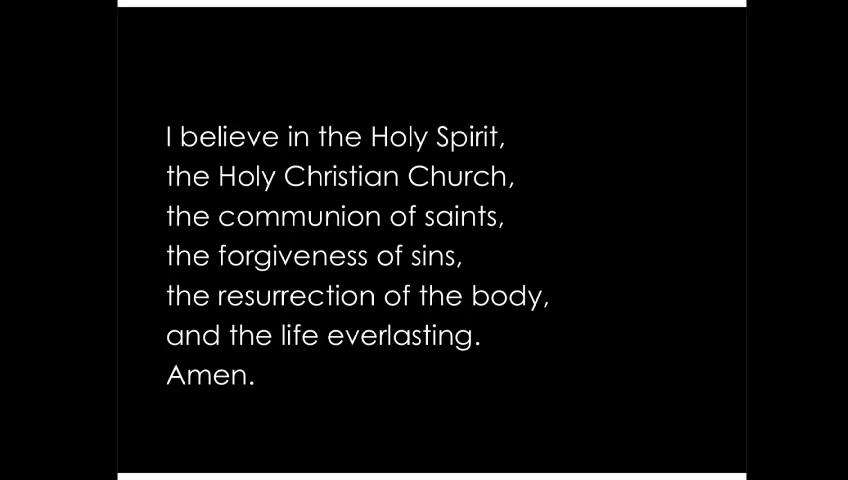 I believe in the Holy Spirit,
the Holy Christian Church,
the communion of saints,
the forgiveness of sins,
the resurrection of the body,
and the life everlasting.
Amen.